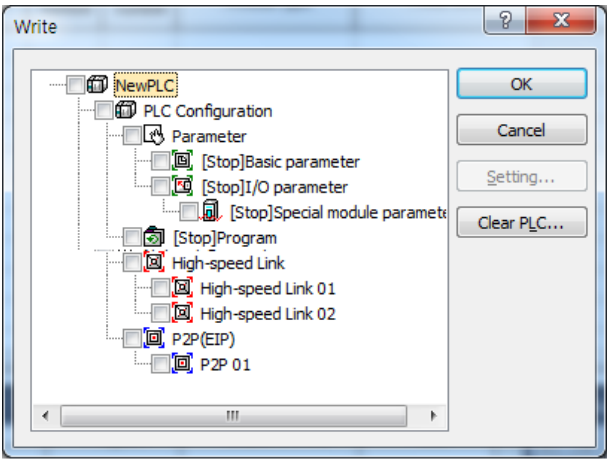 Write
NewPLC
PLC Configuration
Parameter
[Stop]Basic parameter
[Stop]I/O parameter
[Stop]Special module paramete
[Stop]Program
High-speed Link
High-speed Link 01
High-speed Link 02
P2P(EIP)
P2P 01
OK
Cancel
Setting...
Clear PLC...